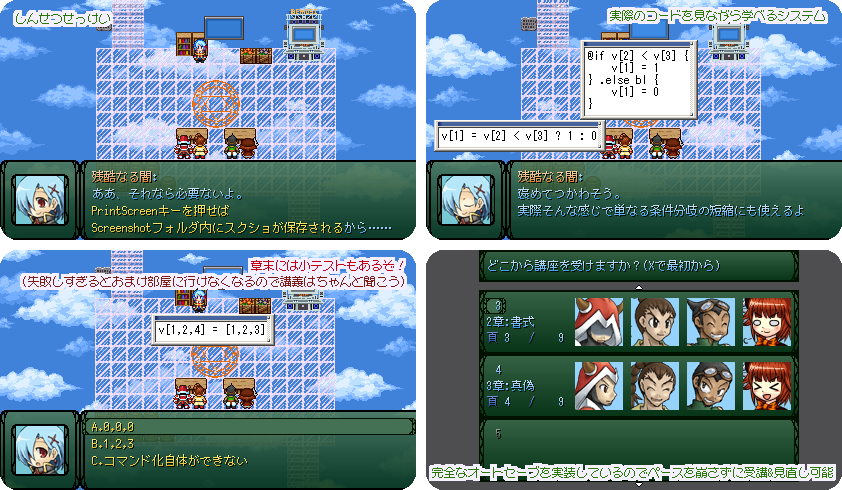 しんせつせっけい
残酷なる闇:
ああ、それなら必要ないよ。
PrintScreenキーを押せば
Screenshotフォルダ内にスクショが保存されるから……
実際のコードを見ながら学べるシステム
@if v[2] < v[3] {
v[1] = 1
} .else bl {
v[1] = 0
}
v[1] = v[2] < v[3] ? 1 : 0
残酷なる闇:
褒めてつかわそう。
実際そんな感じで単なる条件分岐の短縮にも使えるよ
章末には小テストもあるぞ！
(失敗しすぎるとおまけ部屋に行けなくなるので講義はちゃんと聞こう)
v[1,2,4] = [1,2,3]
A.0,0,0
B.1,2,3
C.コマンド化自体ができない
どこから講座を受けますか？(Xで最初から)
3
2章:書式
頁 3 / 9
4
3章:真偽
頁 4 / 9
5
完全なオートセーブを実装しているのでペースを崩さずに受講&見直し可能